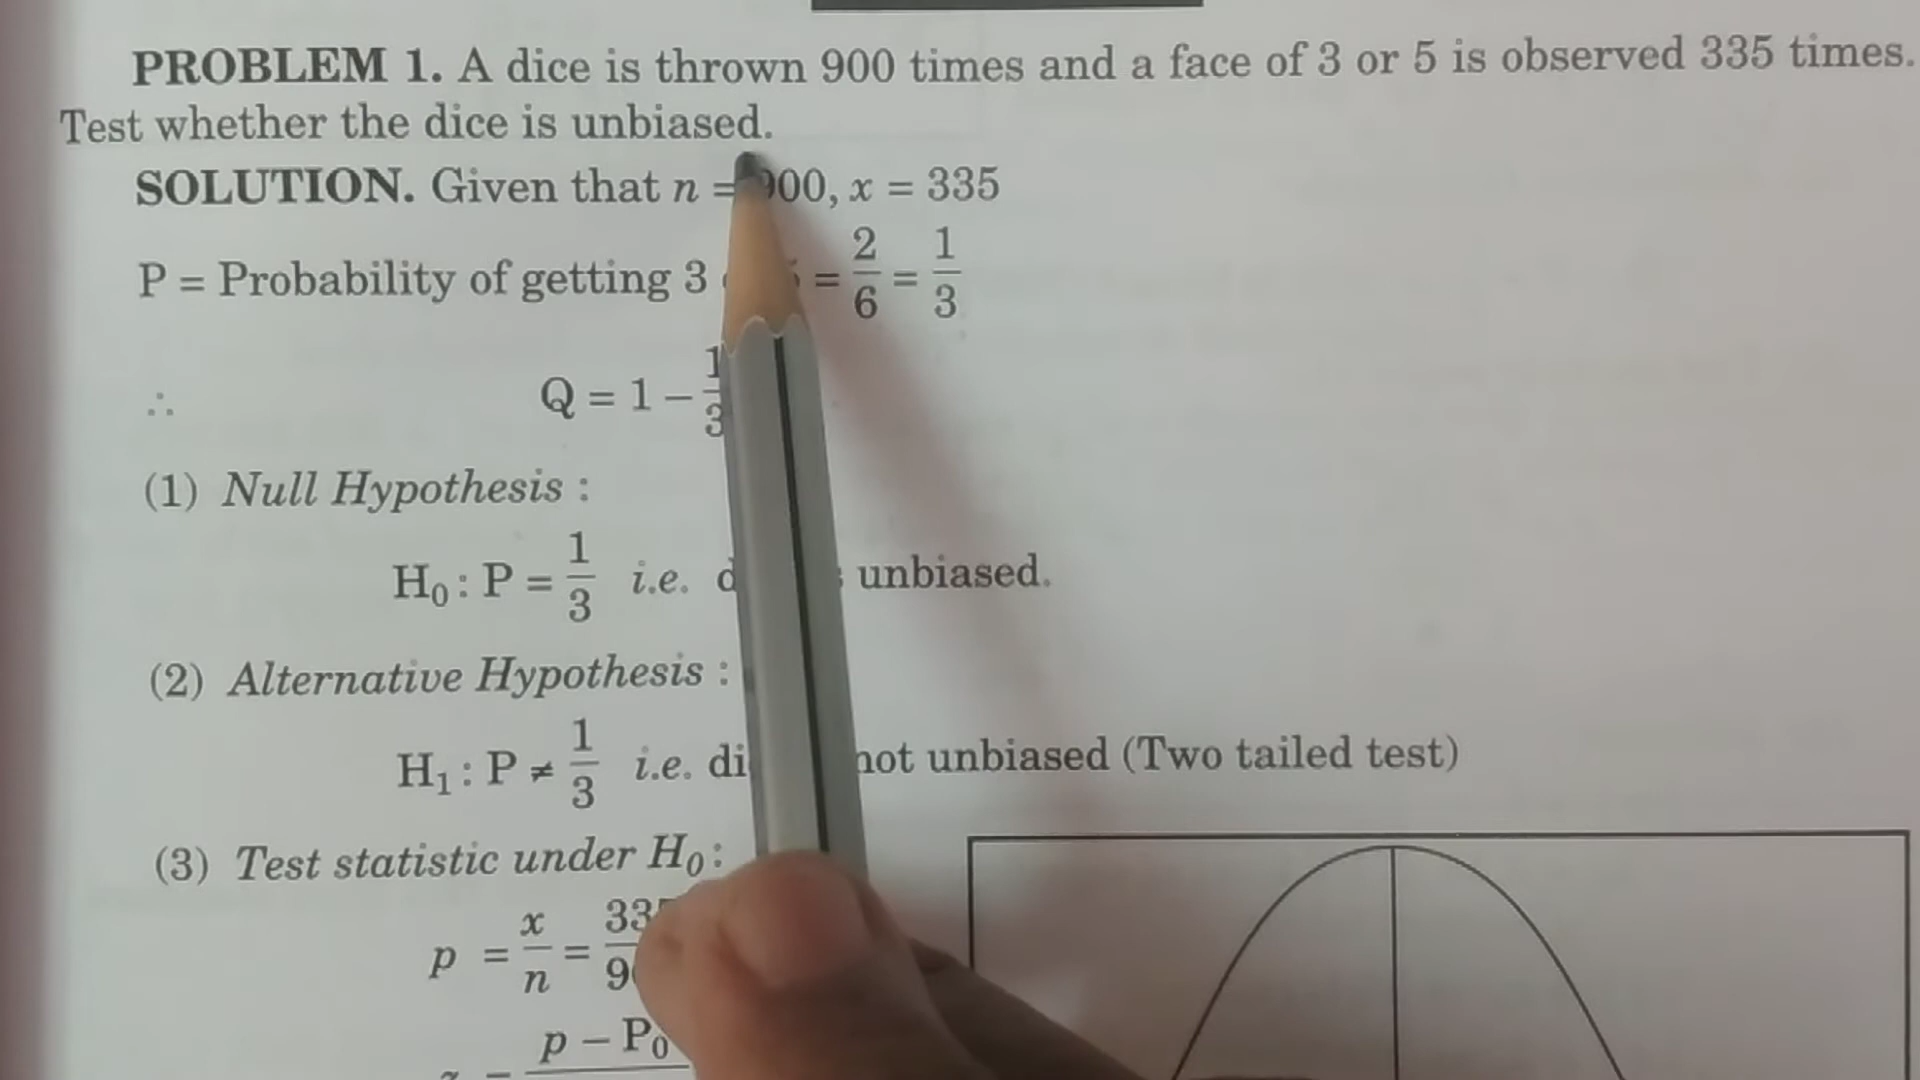 PROBLEM 1. A dice is thrown 900 times and a face of 3 or 5 is observed 335 times.
Test whether the dice is unbiased.
SOLUTION. Given that n = 900, x = 335
P = Probability of getting 3 = 2/6 = 1/3
∴ Q = 1 – 1/3
(1) Null Hypothesis :
H₀ : P = 1/3 i.e. unbiased.
(2) Alternative Hypothesis :
H₁ : P ≠ 1/3 i.e. not unbiased (Two tailed test)
(3) Test statistic under H₀ :
p = x/n =
p – P₀